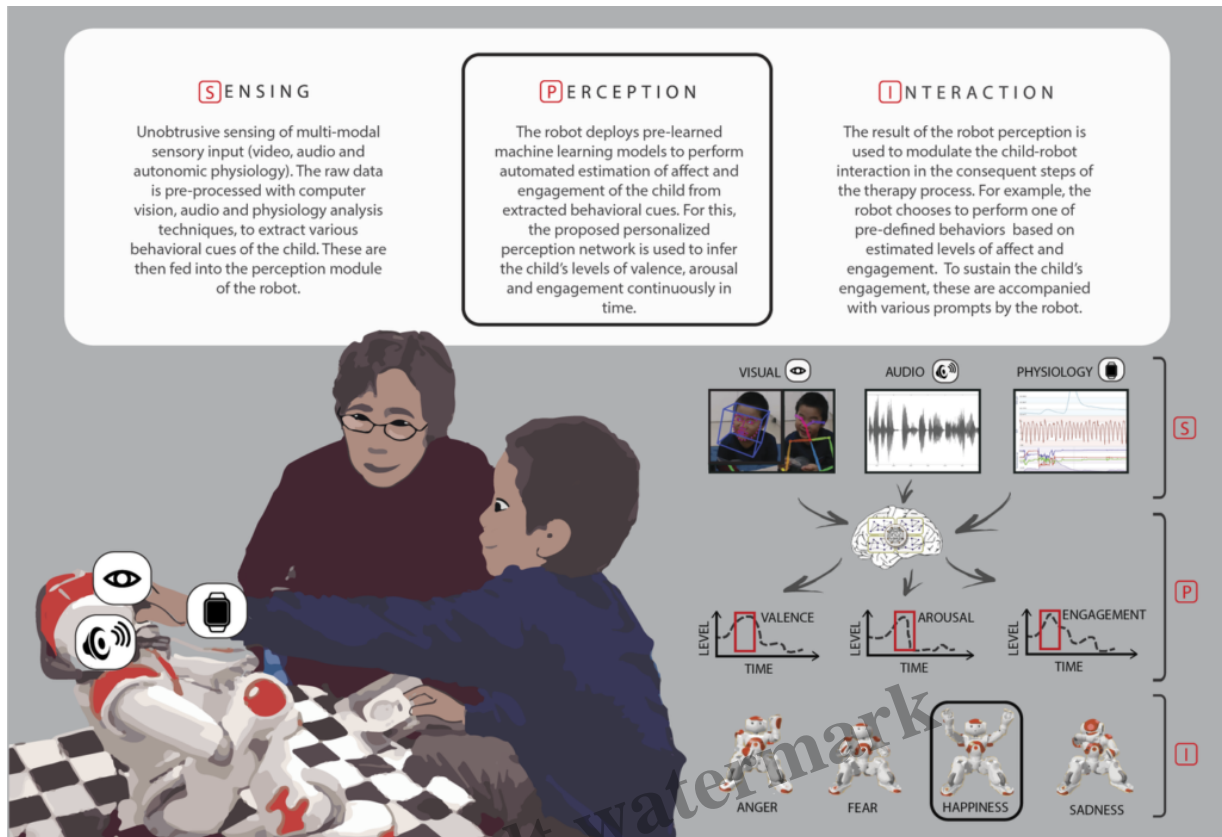 SENSING
Unobtrusive sensing of multi-modal
sensory input (video, audio and
autonomic physiology). The raw data
is pre-processed with computer
vision, audio and physiology analysis
techniques, to extract various
behavioral cues of the child. These are
then fed into the perception module
of the robot.
PERCEPTION
The robot deploys pre-learned
machine learning models to perform
automated estimation of affect and
engagement of the child from
extracted behavioral cues. For this,
the proposed personalized
perception network is used to infer
the child's levels of valence, arousal
and engagement continuously in
time.
INTERACTION
The result of the robot perception is
used to modulate the child-robot
interaction in the consequent steps of
the therapy process. For example, the
robot chooses to perform one of
pre-defined behaviors based on
estimated levels of affect and
engagement. To sustain the child's
engagement, these are accompanied
with various prompts by the robot.
VISUAL
AUDIO
PHYSIOLOGY
S
P
LEVEL
VALENCE
TIME
LEVEL
AROUSAL
TIME
LEVEL
ENGAGEMENT
TIME
I
ANGER
FEAR
HAPPINESS
SADNESS
watermark